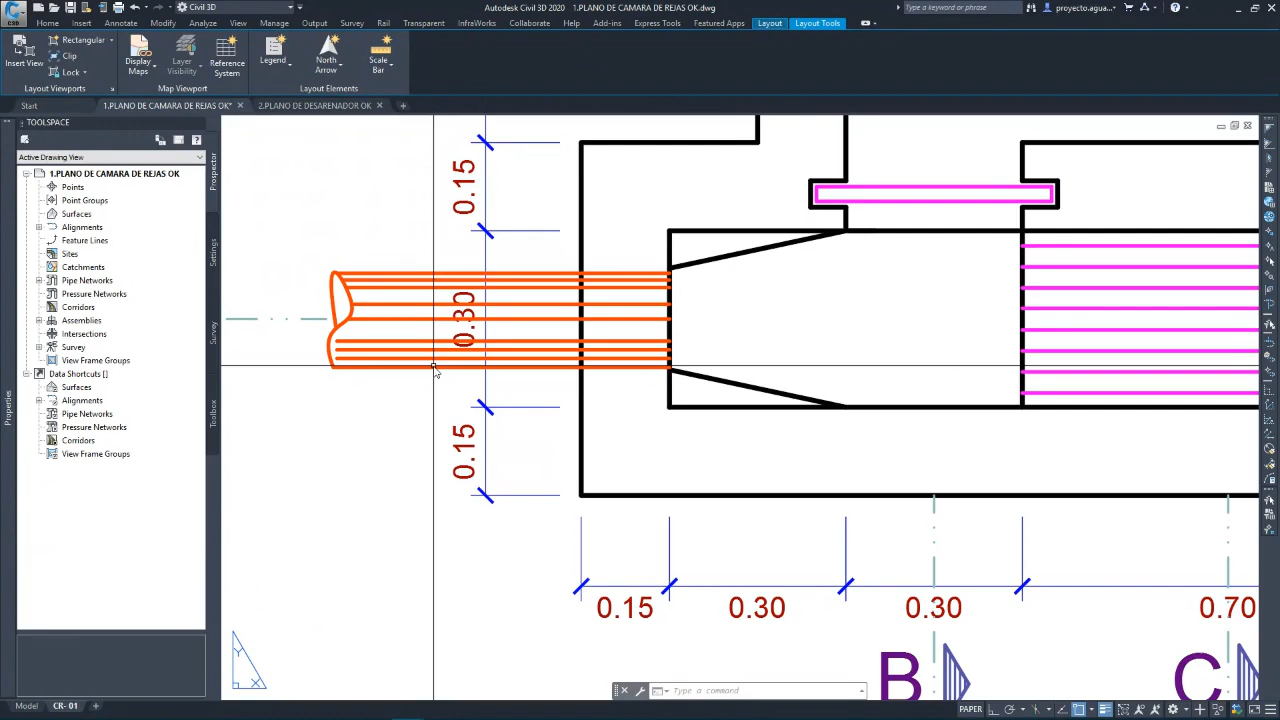 C3D
Civil 3D
Autodesk Civil 3D 2020 1.PLANO DE CAMARA DE REJAS OK.dwg
Type a keyword or phrase
proyecto.agua...
Home Insert Annotate Modify Analyze View Manage Output Survey Rail Transparent InfraWorks Collaborate Help Add-ins Express Tools Featured Apps Layout Layout Tools
Insert View
Rectangular
Clip
Lock
Display Maps
Layer Visibility
Reference System
Legend
North Arrow
Scale Bar
Layout Viewports
Map Viewport
Layout Elements
Start 1.PLANO DE CAMARA DE REJAS OK* 2.PLANO DE DESARENADOR OK
TOOLSPACE
Active Drawing View
1.PLANO DE CAMARA DE REJAS OK
Points
Point Groups
Surfaces
Alignments
Feature Lines
Sites
Catchments
Pipe Networks
Pressure Networks
Corridors
Assemblies
Intersections
Survey
View Frame Groups
Data Shortcuts []
Surfaces
Alignments
Pipe Networks
Pressure Networks
Corridors
View Frame Groups
Prospector
Settings
Survey
Toolbox
Properties
0.15
0.30
0.15
0.15 0.30 0.30 0.70
B C
Y
X
Type a command
Model CR- 01
PAPER